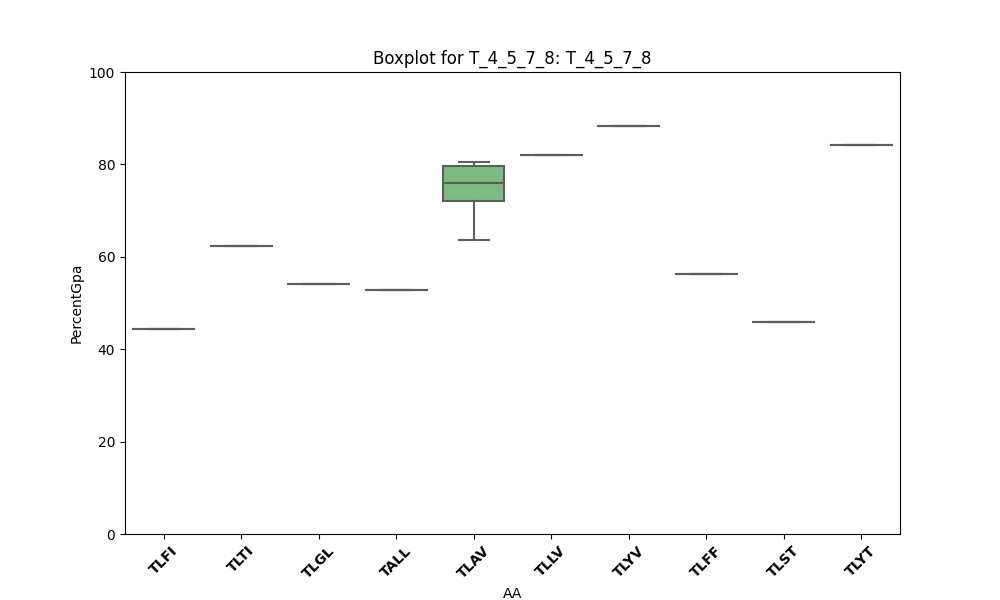 Boxplot for T_4_5_7_8: T_4_5_7_8
PercentGpa
100
80
60
40
20
0
TLFI
TLTI
TLGL
TALL
TLAV
TLLV
TLYV
TLFF
TLST
TLYT
AA